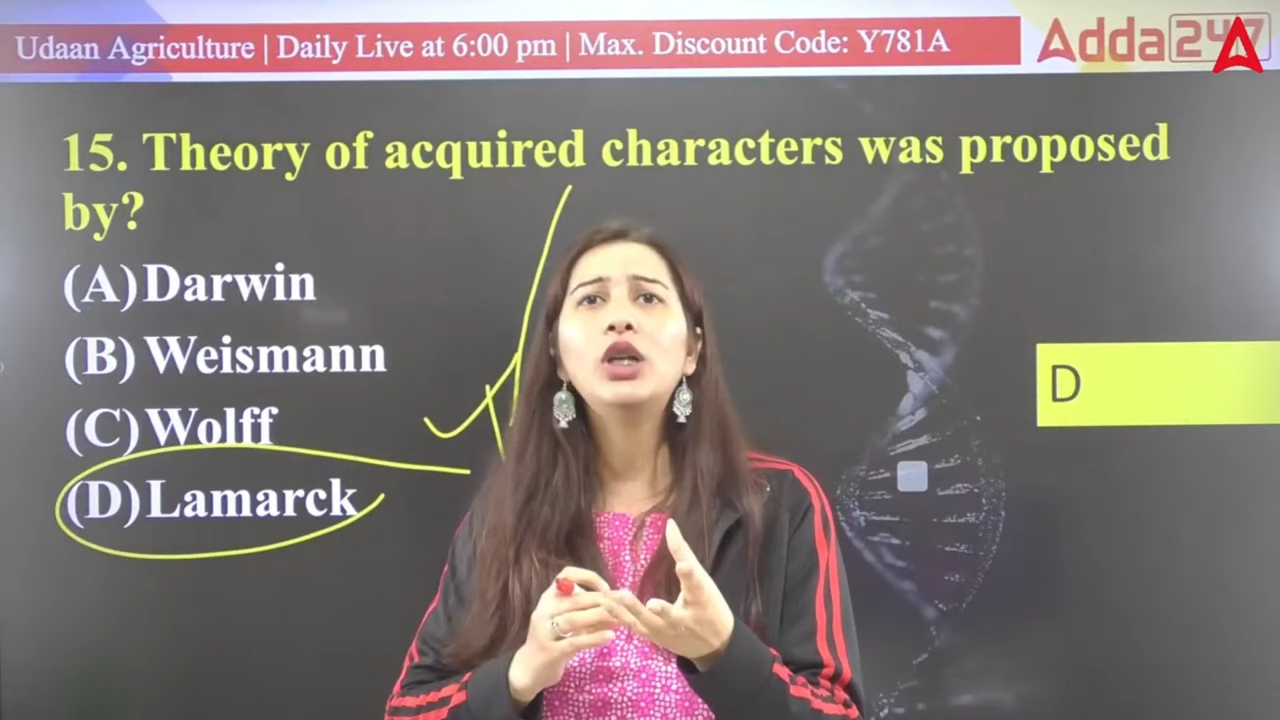 Udaan Agriculture | Daily Live at 6:00 pm | Max. Discount Code: Y781A
Adda247
15. Theory of acquired characters was proposed
by?
(A) Darwin
(B) Weismann
(C) Wolff
(D) Lamarck
D